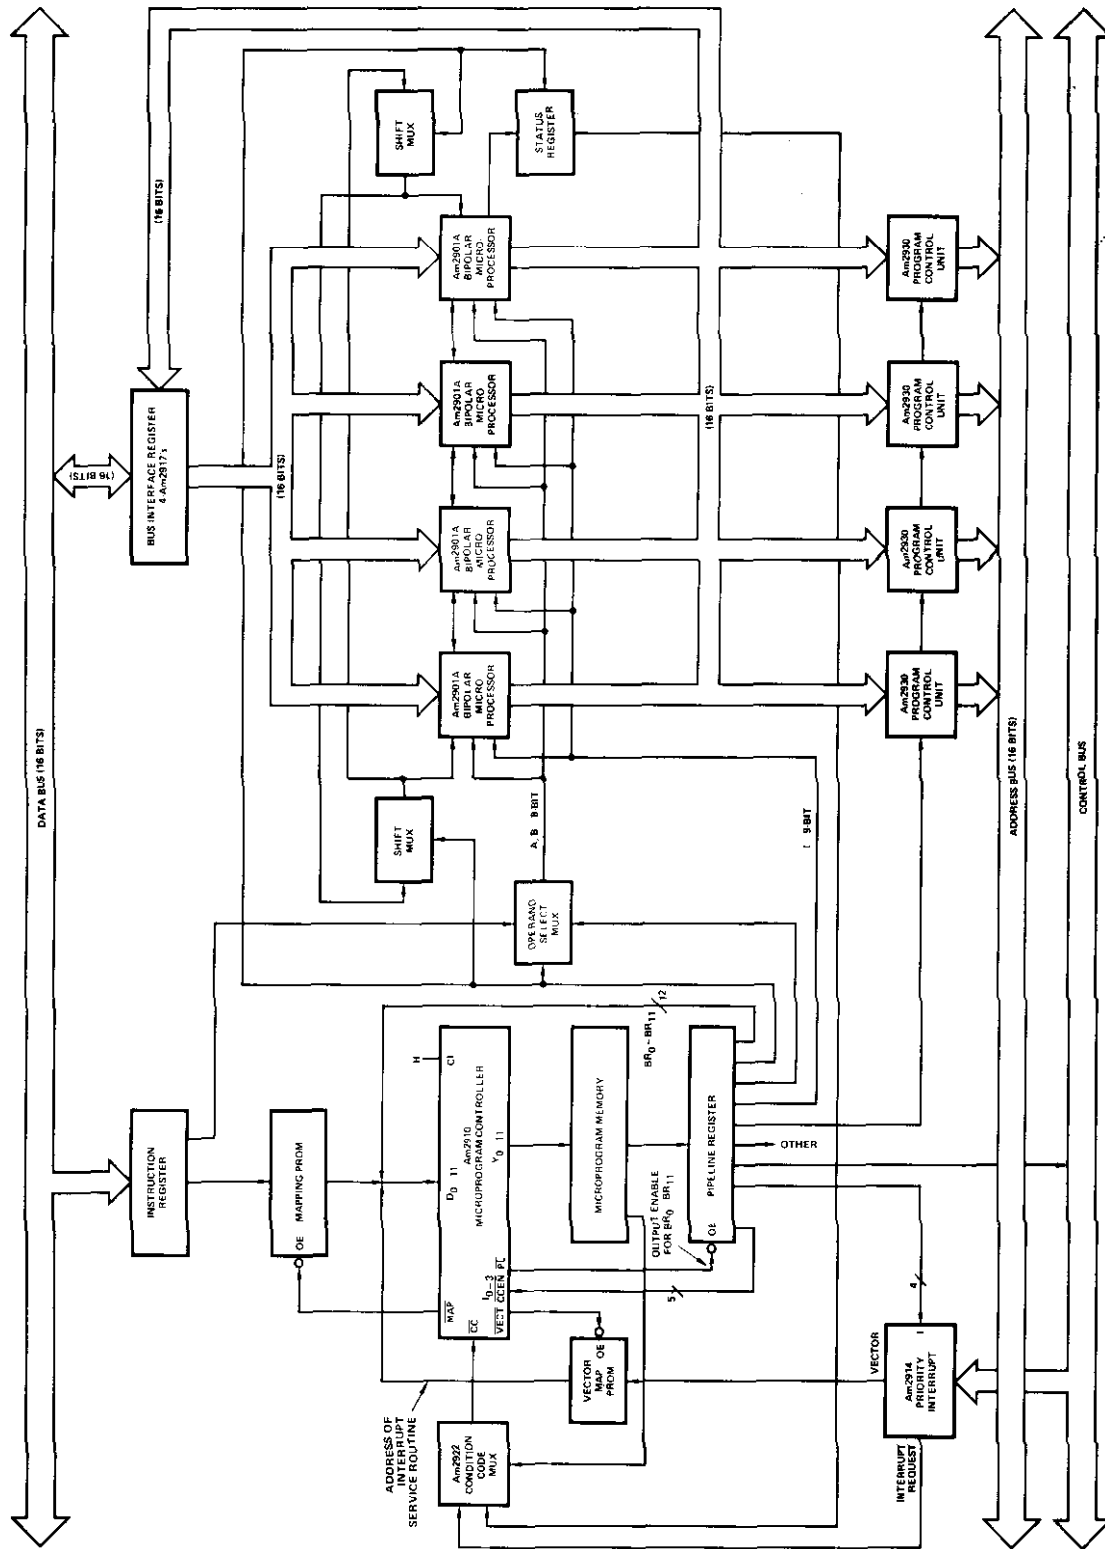 DATA BUS (16 BITS)
(16 BITS)
BUS INTERFACE REGISTER
4-Am2917's
(16 BITS)
(16 BITS)
SHIFT
MUX
STATUS
REGISTER
Am2901A
BIPOLAR
MICRO-
PROCESSOR
Am2901A
BIPOLAR
MICRO
PROCESSOR
Am2901A
BIPOLAR
MICRO
PROCESSOR
Am2901A
BIPOLAR
MICRO
PROCESSOR
(16 BITS)
Am2930
PROGRAM
CONTROL
UNIT
Am2930
PROGRAM
CONTROL
UNIT
Am2930
PROGRAM
CONTROL
UNIT
Am2930
PROGRAM
CONTROL
UNIT
ADDRESS BUS (16 BITS)
CONTROL BUS
SHIFT
MUX
A, B 8-BIT
I 9-BIT
OPERAND
SELECT
MUX
INSTRUCTION
REGISTER
OE MAPPING PROM
H
CI
D0 11
Am2910
MICROPROGRAM CONTROLLER
Y0 11
MAP
CC
I0-3
VECT CCEN PL
MICROPROGRAM MEMORY
BR0 - BR11
12
PIPELINE REGISTER
OE
OUTPUT ENABLE
FOR BR0 BR11
OTHER
5
4
VECTOR
MAP
PROM
OE
VECTOR
Am2914
PRIORITY
INTERRUPT
I
INTERRUPT
REQUEST
ADDRESS OF
INTERRUPT
SERVICE ROUTINE
Am2922
CONDITION
CODE
MUX